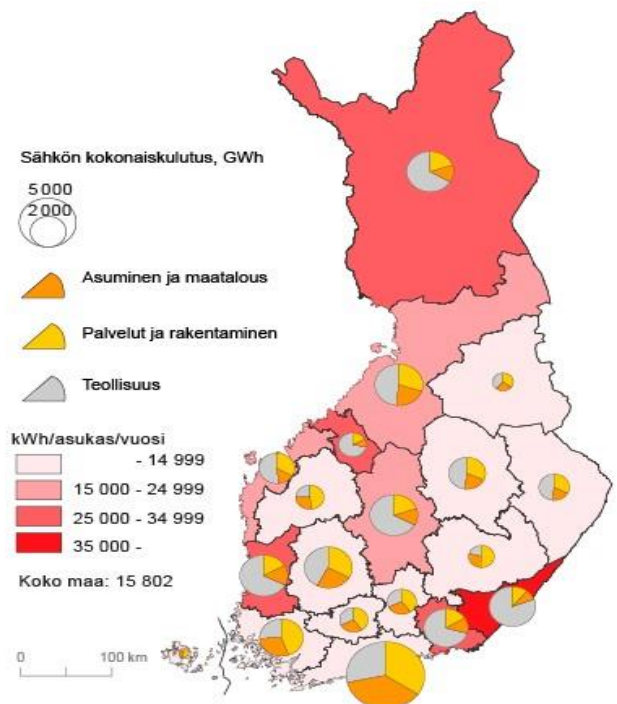 Sähkön kokonaiskulutus, GWh
5 000
2 000
Asuminen ja maatalous
Palvelut ja rakentaminen
Teollisuus
kWh/asukas/vuosi
- 14 999
15 000 - 24 999
25 000 - 34 999
35 000 -
Koko maa: 15 802
0 100 km